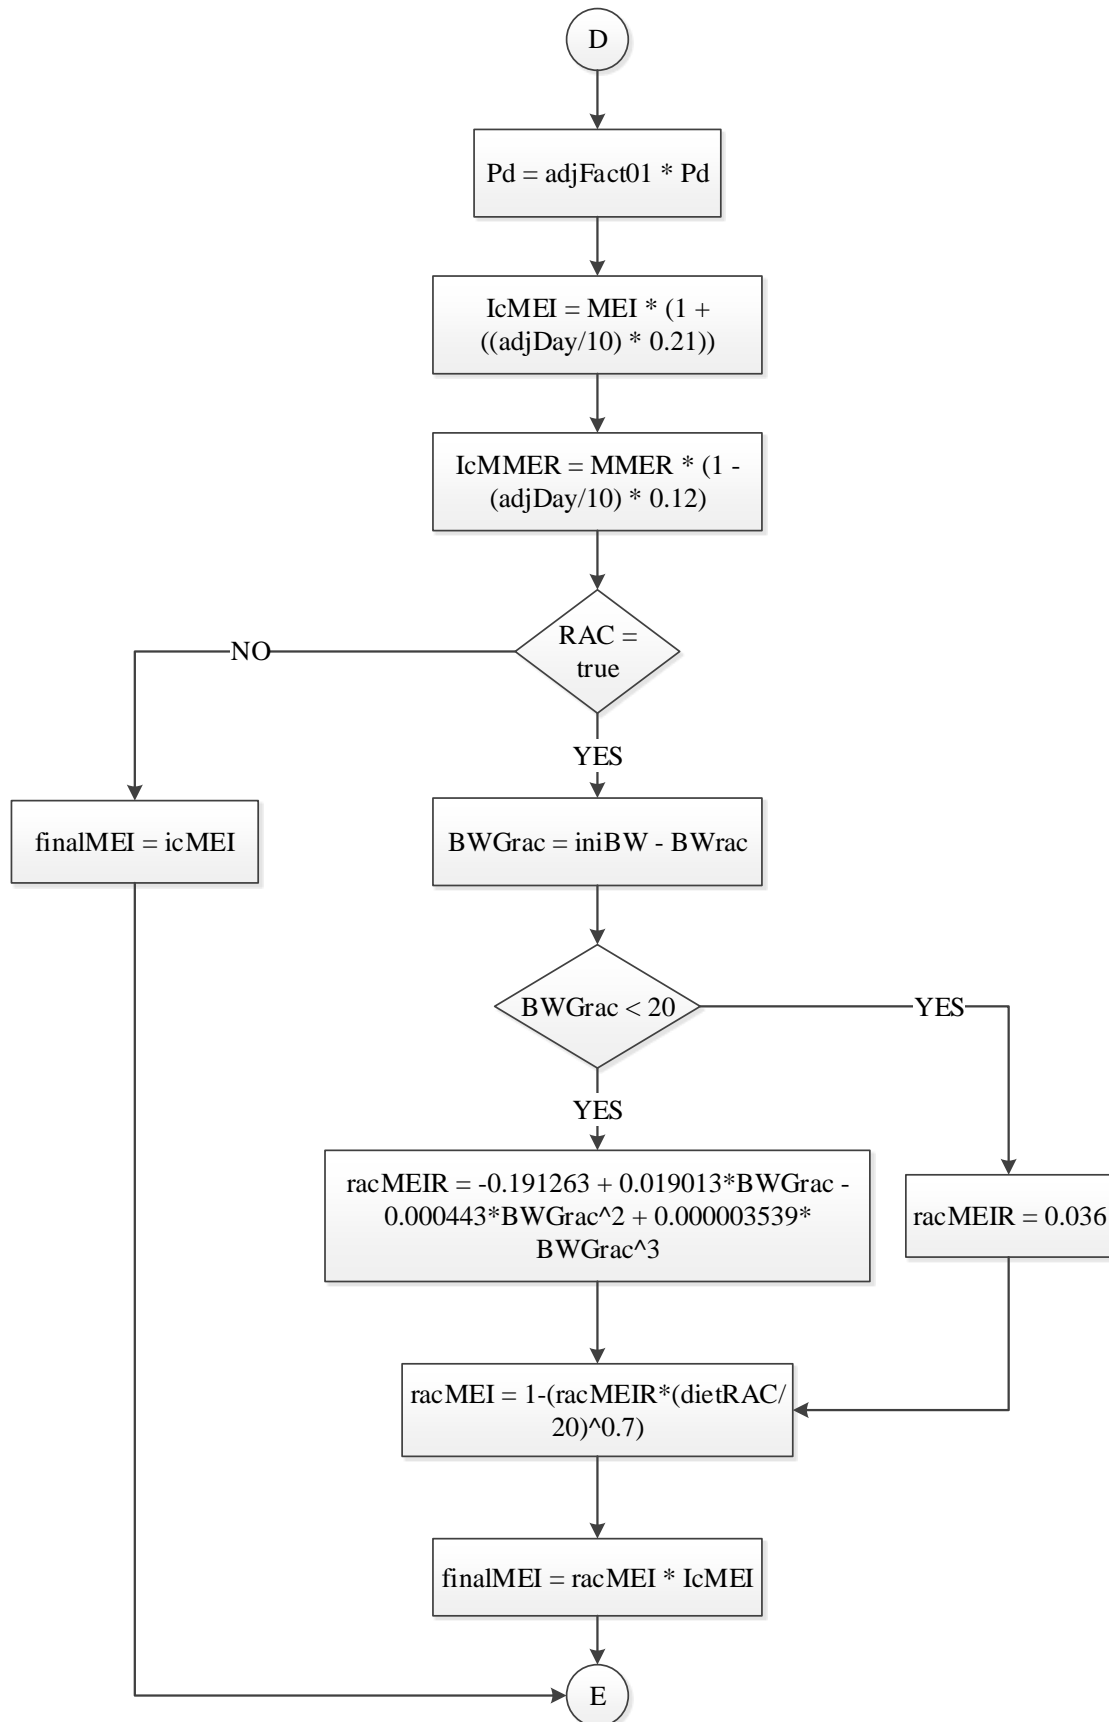 D
Pd = adjFact01 * Pd
IcMEI = MEI * (1 +
((adjDay/10) * 0.21))
IcMMER = MMER * (1 -
(adjDay/10) * 0.12)
RAC =
true
NO
YES
finalMEI = icMEI
BWGrac = iniBW - BWrac
BWGrac < 20
YES
YES
racMEIR = -0.191263 + 0.019013*BWGrac -
0.000443*BWGrac^2 + 0.000003539*
BWGrac^3
racMEIR = 0.036
racMEI = 1-(racMEIR*(dietRAC/
20)^0.7)
finalMEI = racMEI * IcMEI
E